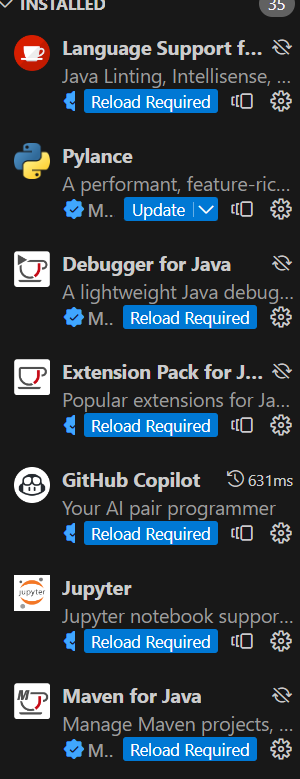 INSTALLED 35
Language Support f...
Java Linting, Intellisense, ...
Reload Required
Pylance
A performant, feature-ric...
M.. Update
Debugger for Java
A lightweight Java debug...
M.. Reload Required
Extension Pack for J...
Popular extensions for Ja...
Reload Required
GitHub Copilot 631ms
Your AI pair programmer
Reload Required
jupyter
Jupyter
Jupyter notebook suppor...
Reload Required
M
Maven for Java
Manage Maven projects, ...
M.. Reload Required